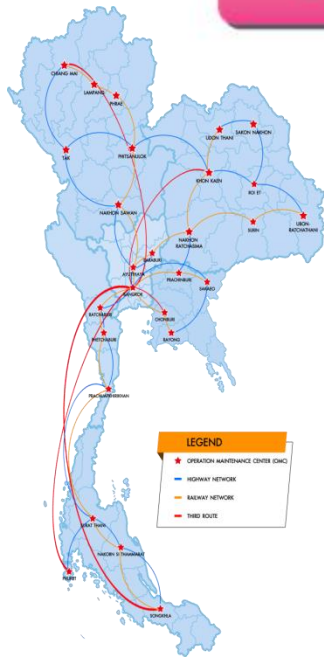 CHIANG MAI
LAMPANG
PHRAE
UDON THANI
SAKON NAKHON
TAK
PHITSANULOK
KHON KAEN
ROI ET
NAKHON SAWAN
UBON-
RATCHATHANI
SURIN
NAKHON
RATCHASIMA
SARABURI
AYUTTHAYA
PRACHINBURI
SAKAEO
BANGKOK
RATCHABURI
CHONBURI
PHETCHABURI
RAYONG
PRACHUAPKHIRIKHAN
LEGEND
OPERATION MAINTENANCE CENTER (OMC)
HIGHWAY NETWORK
RAILWAY NETWORK
THIRD ROUTE
SURAT THANI
NAKORN SI THAMMARAT
PHUKET
SONGKHLA